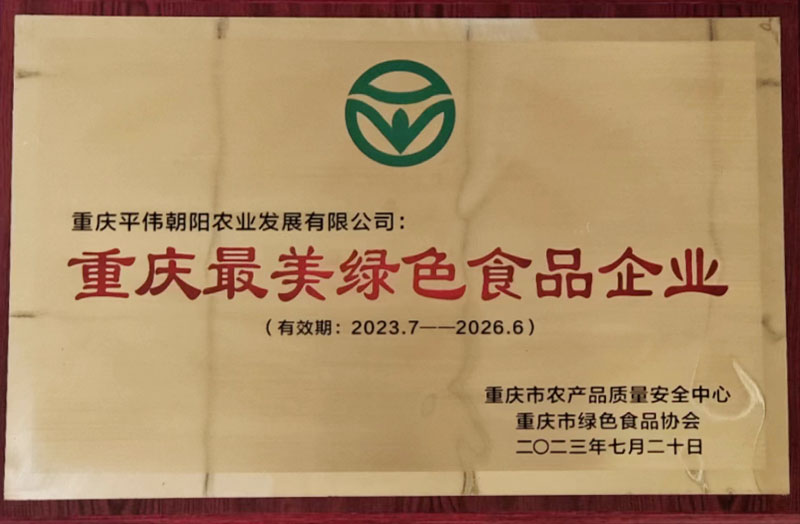 重庆平伟朝阳农业发展有限公司：
重庆最美绿色食品企业
（有效期：2023.7——2026.6）
重庆市农产品质量安全中心
重庆市绿色食品协会
二〇二三年七月二十日